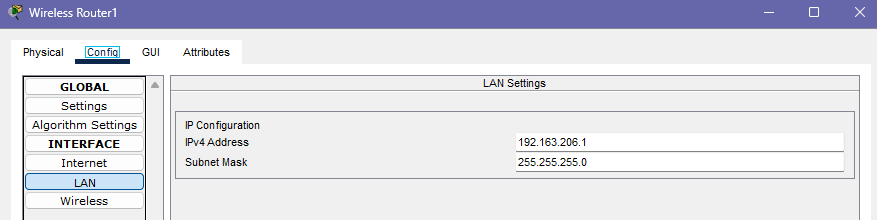 Wireless Router1
Physical Config GUI Attributes
GLOBAL
Settings
Algorithm Settings
INTERFACE
Internet
LAN
Wireless
LAN Settings
IP Configuration
IPv4 Address 192.163.206.1
Subnet Mask 255.255.255.0